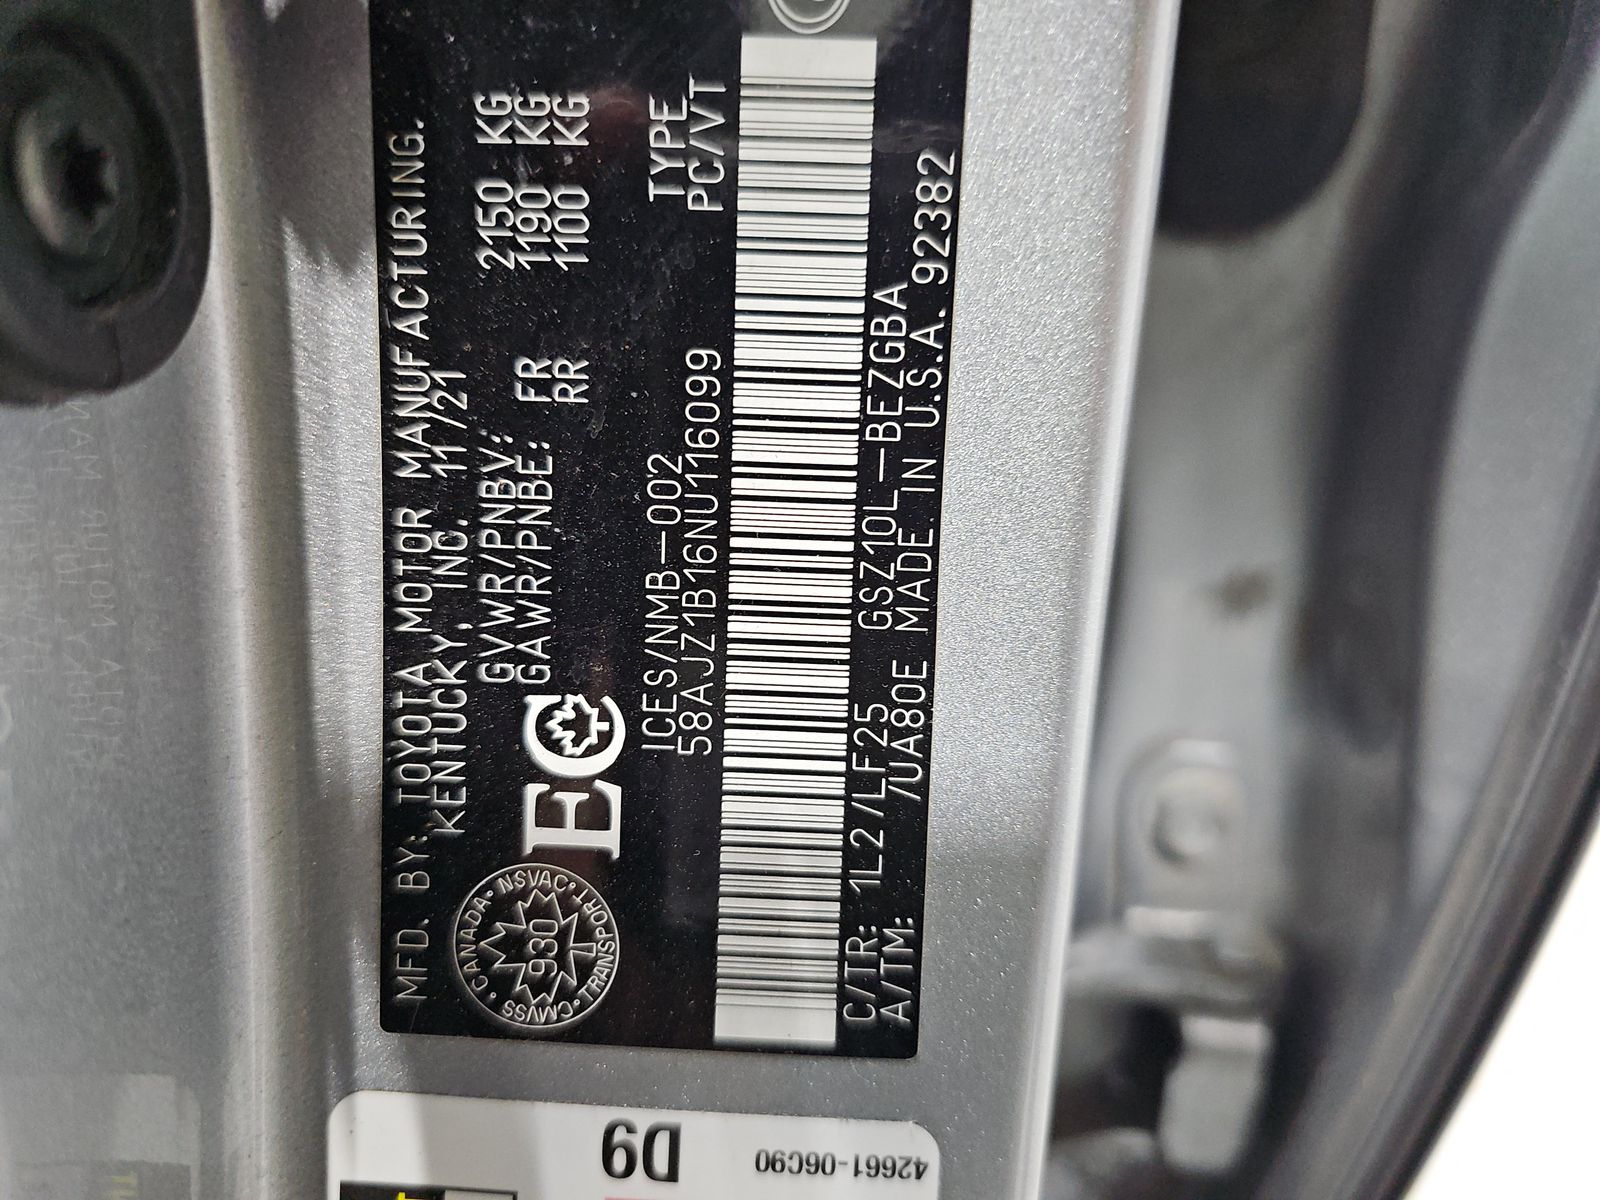 MFD. BY: TOYOTA MOTOR MANUFACTURING.
KENTUCKY, INC. 11/21
GVWR/PNBV: 2150 KG
GAWR/PNBE: FR 1190 KG
RR 1100 KG
CANADA • NSVAC • TRANSPORT • CMVSS •
930
EC
ICES/NMB-002 TYPE
58AJZ1B16NU116099 PC/VT
C/TR: 1L2/LF25 GSZ10L-BEZGBA
A/TM: /UA80E MADE IN U.S.A. 92382
D9
42661-06C90